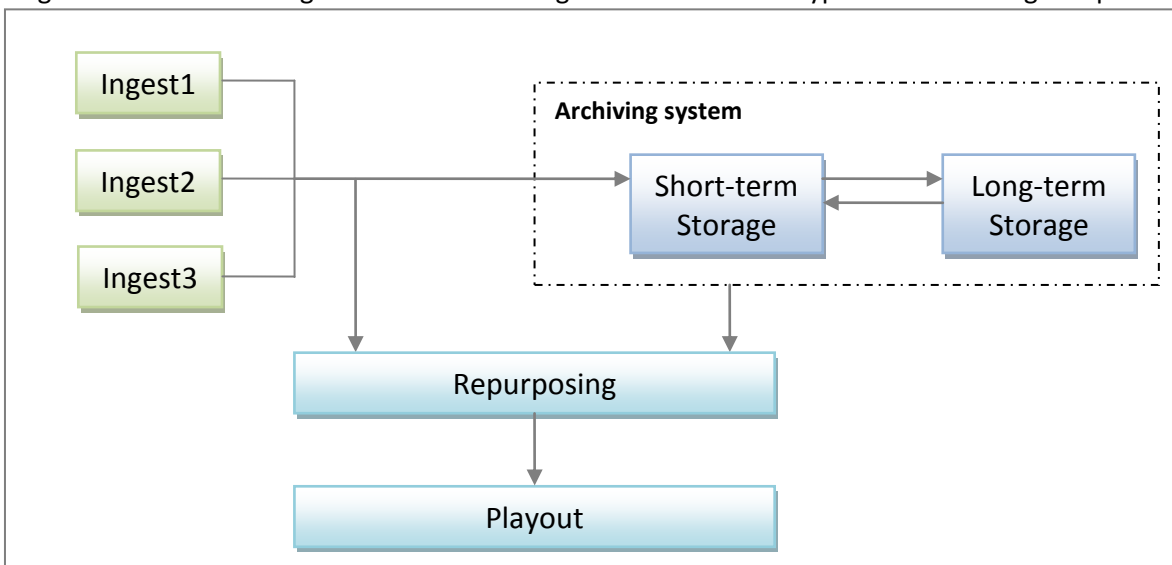 Ingest1
Archiving system
Ingest2
Short-term
Storage
Long-term
Storage
Ingest3
Repurposing
Playout